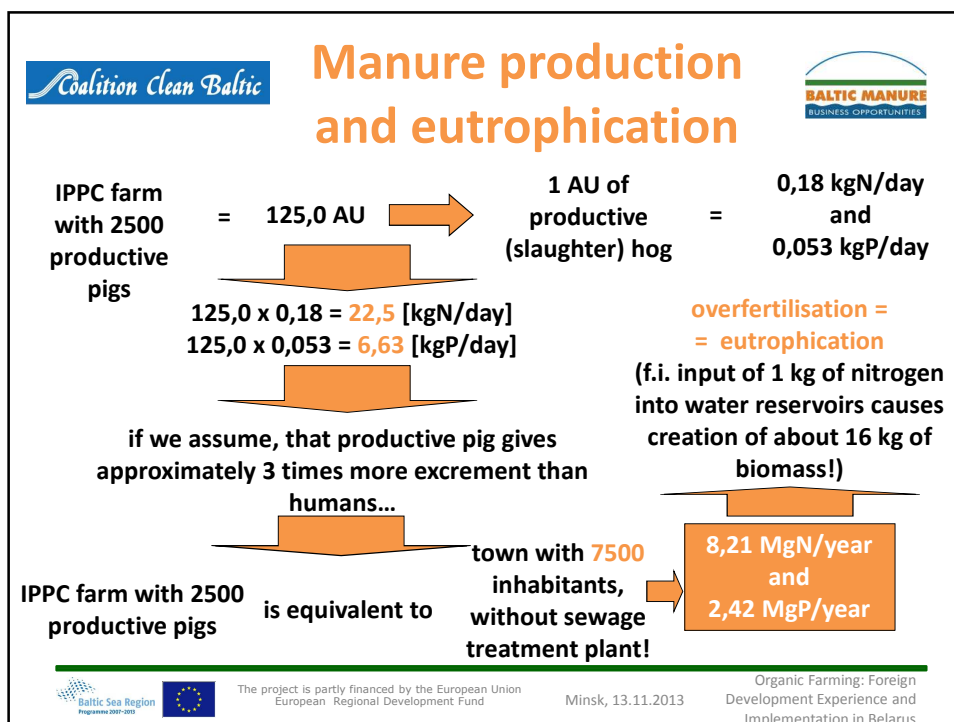 Coalition Clean Baltic
Manure production
and eutrophication
BALTIC MANURE
BUSINESS OPPORTUNITIES
IPPC farm
with 2500
productive
pigs
=
125,0 AU
1 AU of
productive
(slaughter) hog
=
0,18 kgN/day
and
0,053 kgP/day
125,0 x 0,18 = 22,5 [kgN/day]
125,0 x 0,053 = 6,63 [kgP/day]
overfertilisation =
= eutrophication
(f.i. input of 1 kg of nitrogen
into water reservoirs causes
creation of about 16 kg of
biomass!)
if we assume, that productive pig gives
approximately 3 times more excrement than
humans…
IPPC farm with 2500
productive pigs
is equivalent to
town with 7500
inhabitants,
without sewage
treatment plant!
8,21 MgN/year
and
2,42 MgP/year
Baltic Sea Region
Programme 2007-2013
The project is partly financed by the European Union
European Regional Development Fund
Minsk, 13.11.2013
Organic Farming: Foreign
Development Experience and
Implementation in Belarus